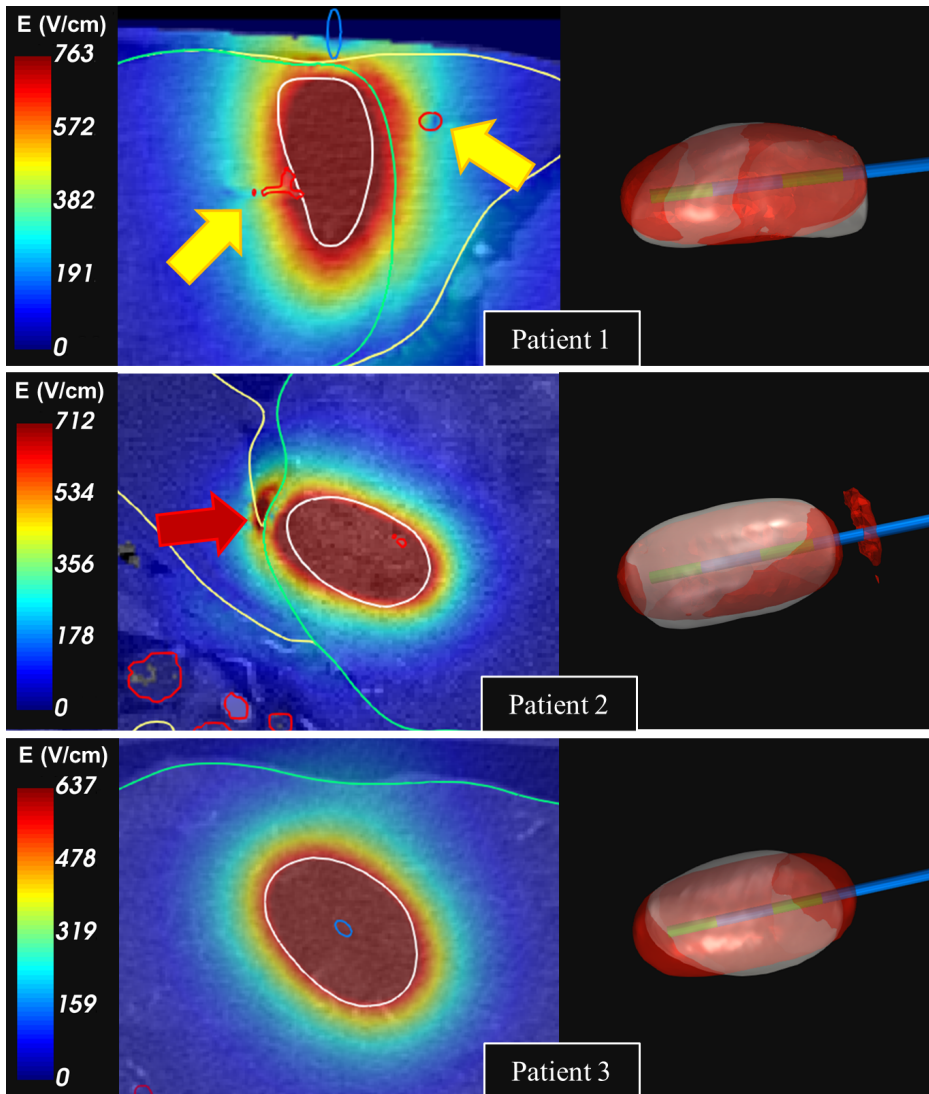 E (V/cm)
763
572
382
191
0
Patient 1
E (V/cm)
712
534
356
178
0
Patient 2
E (V/cm)
637
478
319
159
0
Patient 3